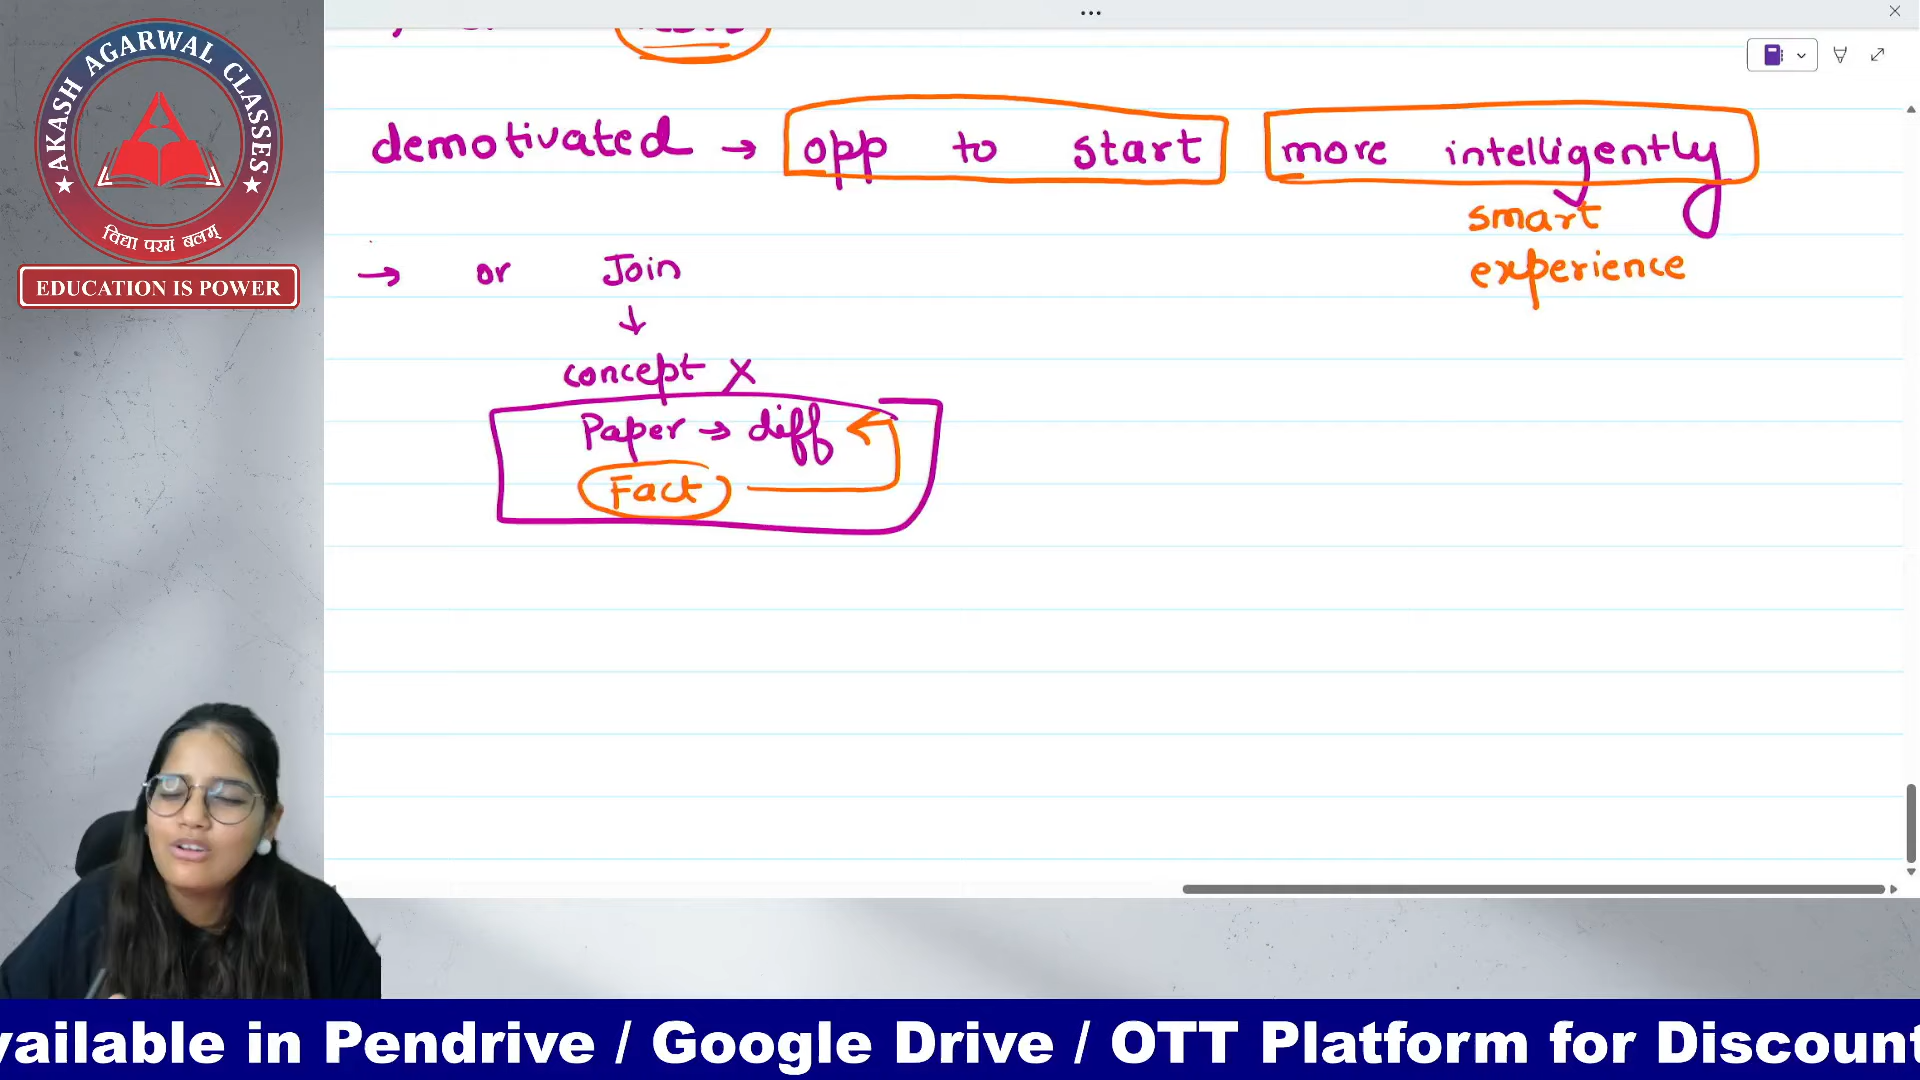 AKASH AGARWAL CLASSES
विद्या परमं बलम्
EDUCATION IS POWER
demotivated → opp to start more intelligently
smart
experience
→ or Join
↓
concept X
Paper → diff
Fact
vailable in Pendrive / Google Drive / OTT Platform for Discount